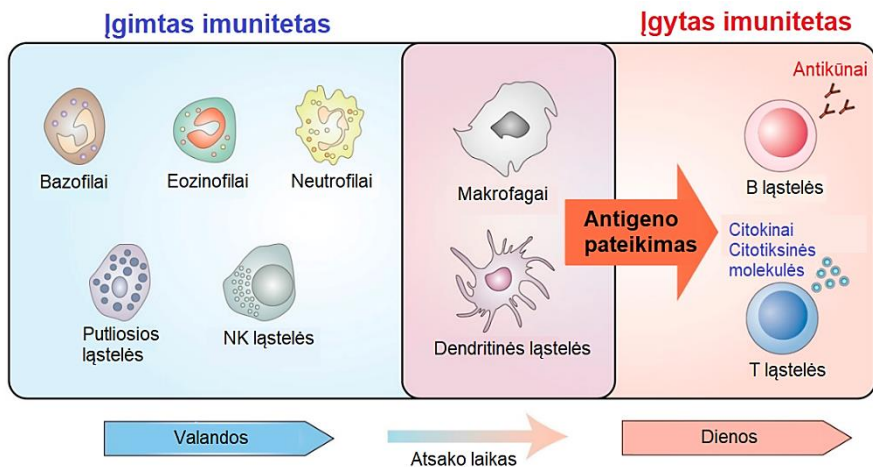 Įgimtas imunitetas
Įgytas imunitetas
Bazofilai
Eozinofilai
Neutrofilai
Putliosios
ląstelės
NK ląstelės
Makrofagai
Dendritinės ląstelės
Antigeno
pateikimas
Antikūnai
B ląstelės
Citokinai
Citotiksinės
molekulės
T ląstelės
Valandos
Atsako laikas
Dienos